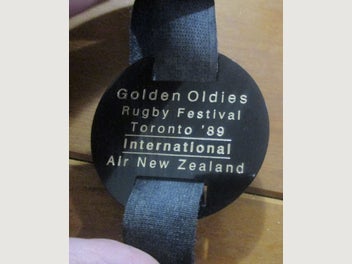 Golden Oldies
Rugby Festival
Toronto '89
International
Air New Zealand